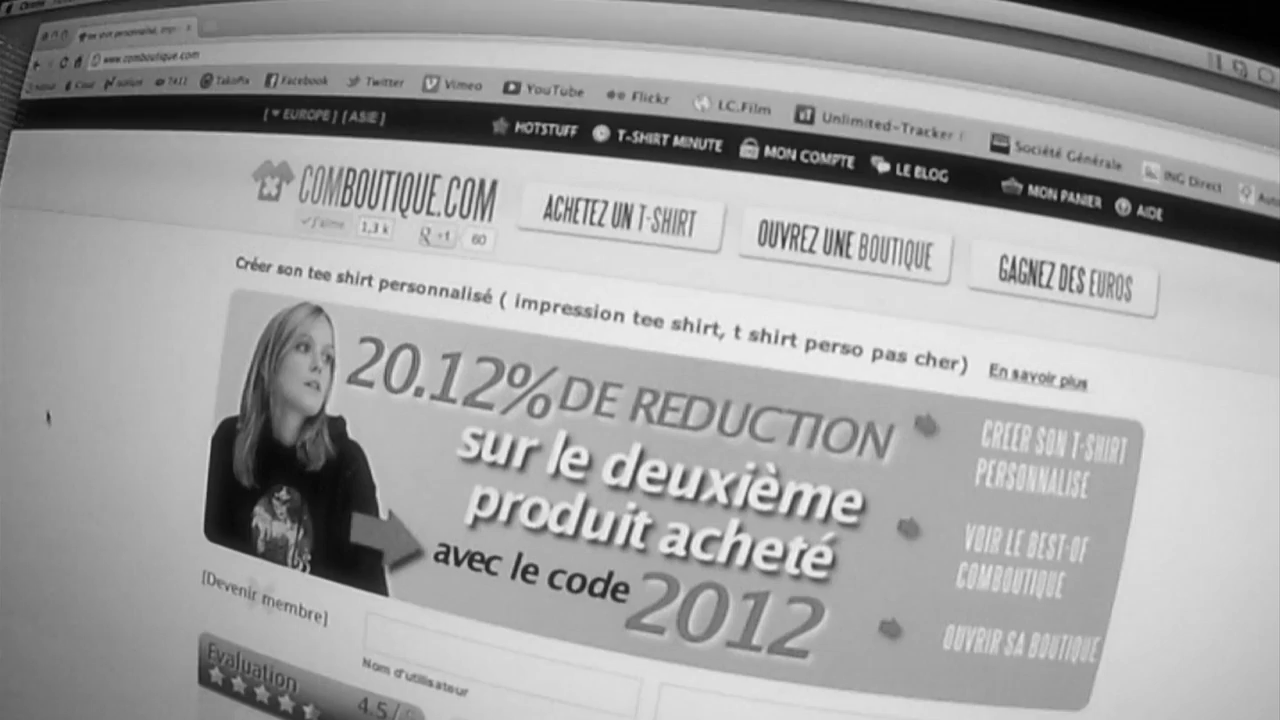 www.comboutique.com
Facebook Twitter Vimeo YouTube Flickr LC.Film Unlimited-Tracker Société Générale ING Direct
[ EUROPE ] [ ASIE ]
HOTSTUFF T-SHIRT MINUTE MON COMPTE LE BLOG MON PANIER AIDE
COMBOUTIQUE.COM
ACHETEZ UN T-SHIRT OUVREZ UNE BOUTIQUE GAGNEZ DES EUROS
J'aime 1,3 k +1 60
Créer son tee shirt personnalisé ( impression tee shirt, t shirt perso pas cher) En savoir plus
20.12% DE REDUCTION
sur le deuxième
produit acheté
avec le code 2012
CREER SON T-SHIRT
PERSONNALISE
VOIR LE BEST-OF
COMBOUTIQUE
OUVRIR SA BOUTIQUE
[Devenir membre]
Nom d'utilisateur
Evaluation
4.5/